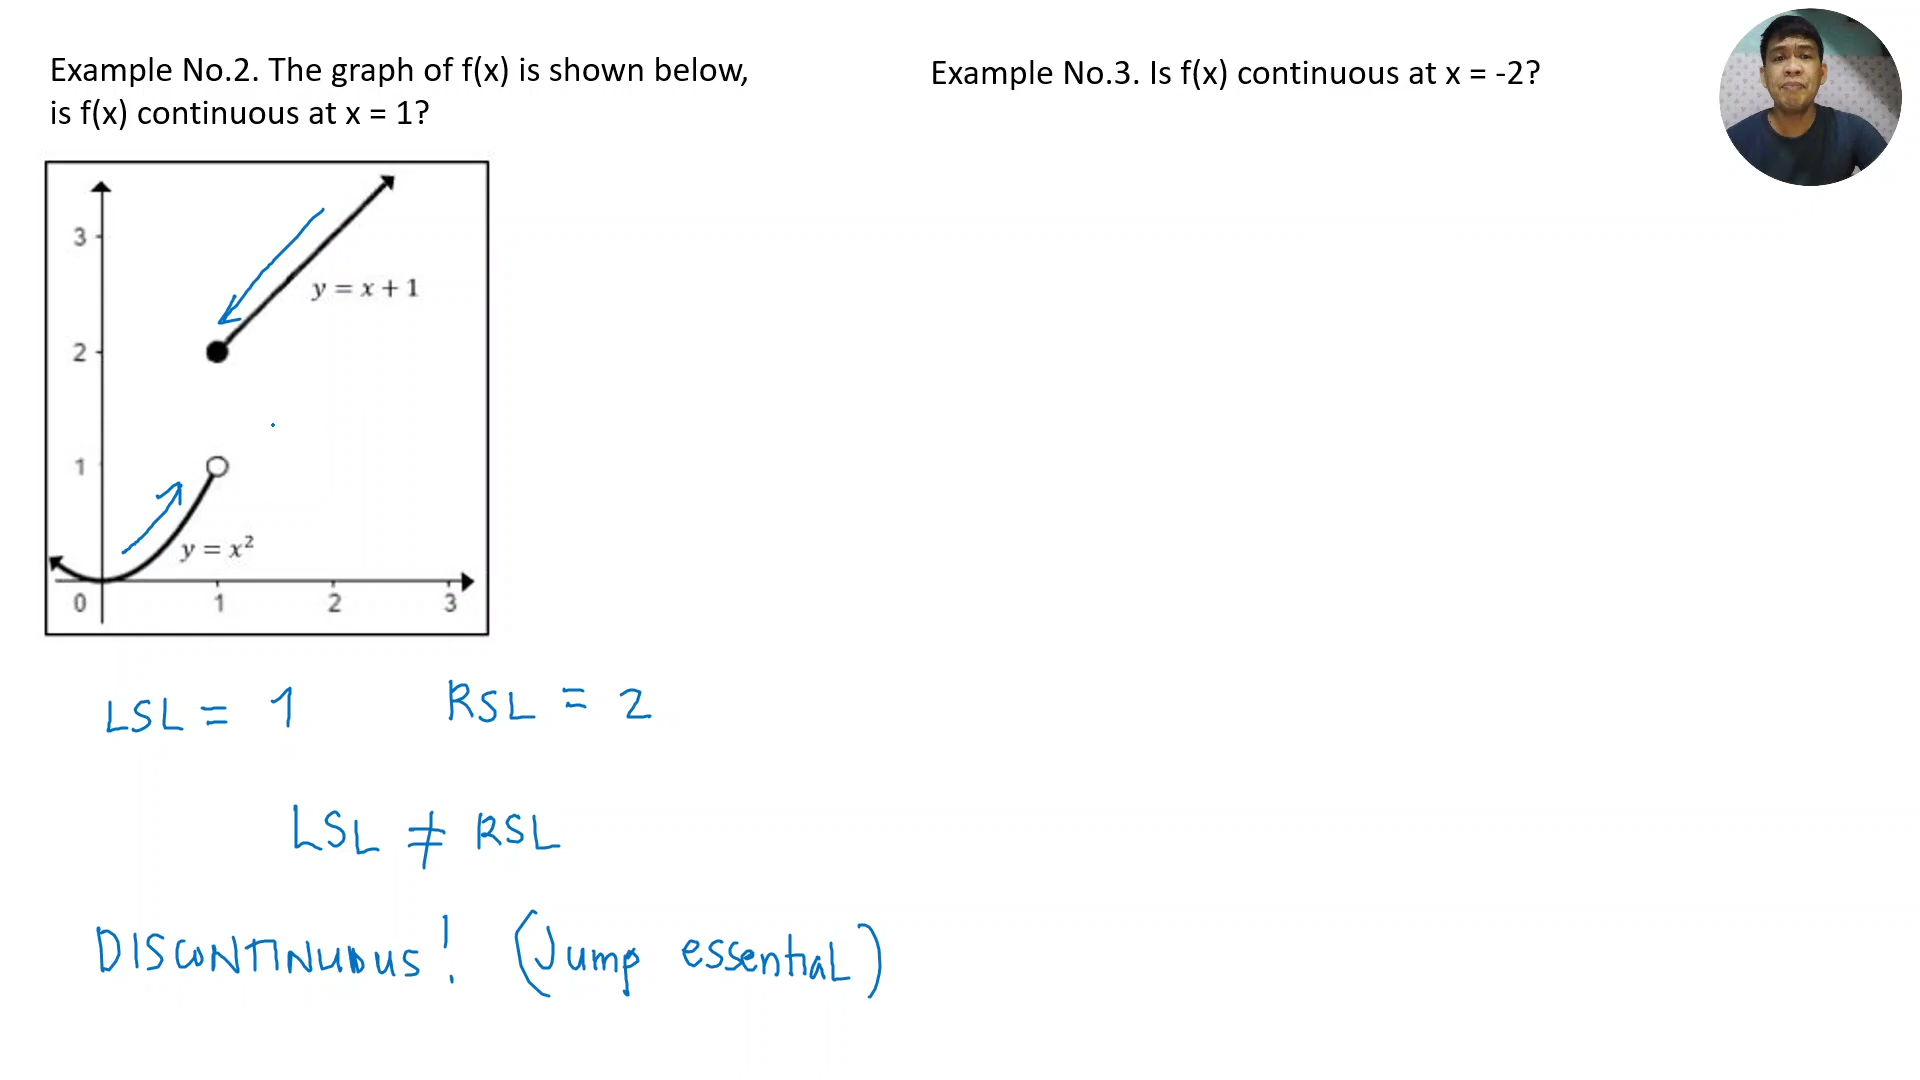 Example No.2. The graph of f(x) is shown below,
is f(x) continuous at x = 1?
3
y = x + 1
2
1
y = x²
0 1 2 3
LSL = 1 RSL = 2
LSL ≠ RSL
DISCONTINUOUS! (Jump essential)
Example No.3. Is f(x) continuous at x = -2?